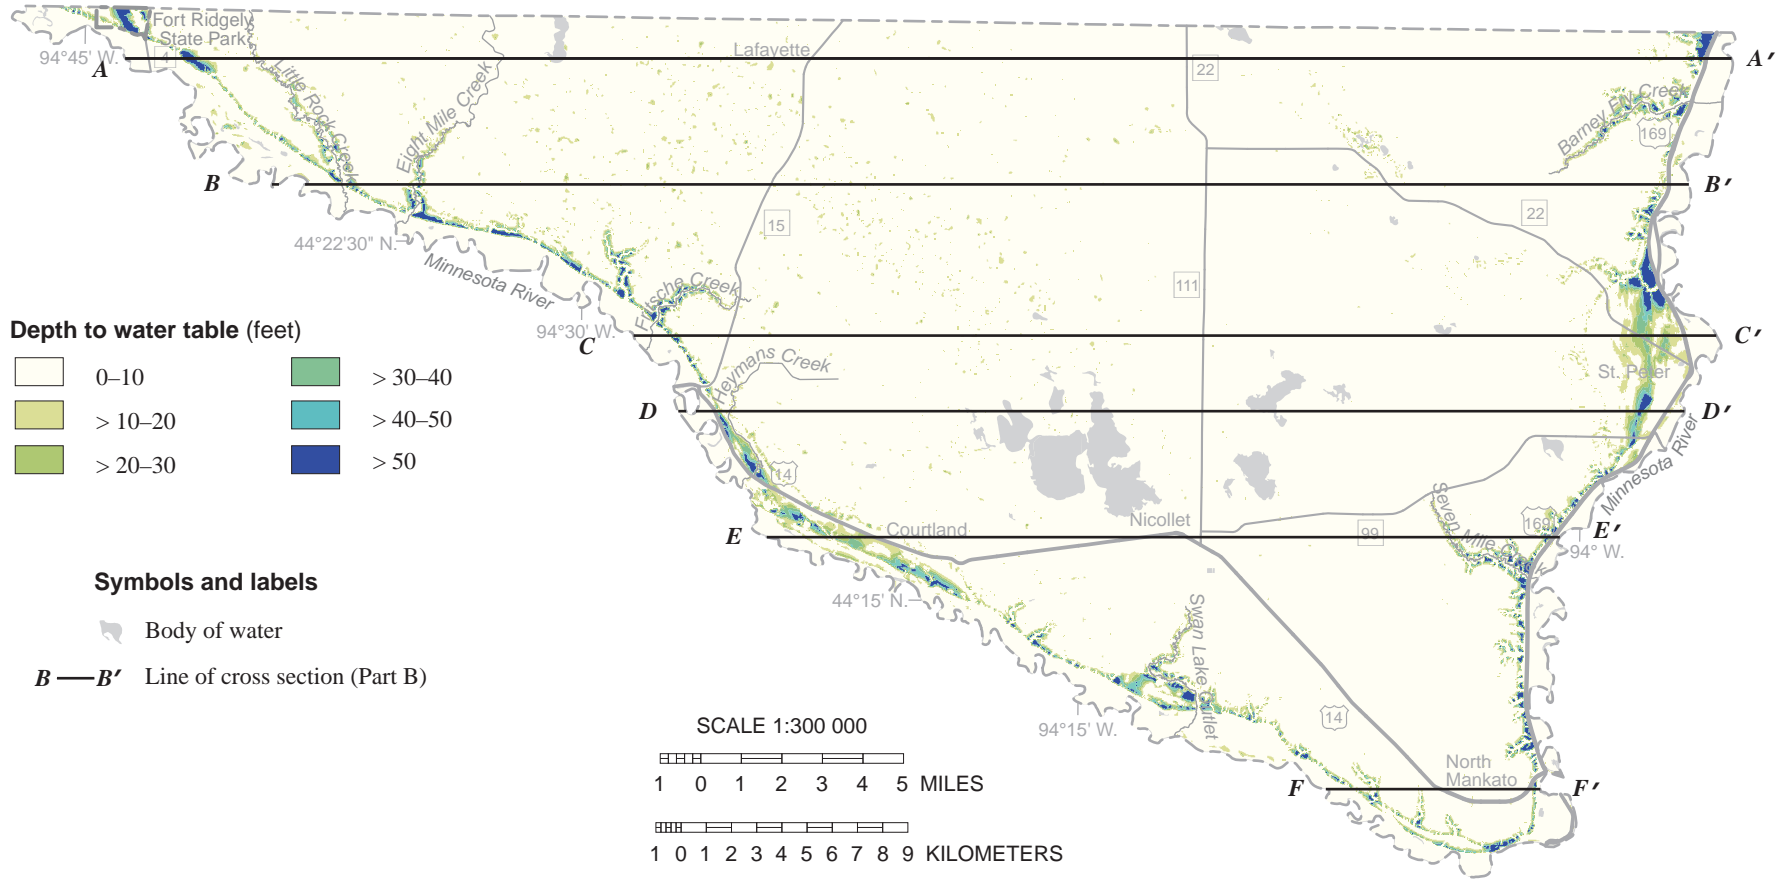 Fort Ridgely
State Park
94°45' W.
A
4
Little Rock Creek
Eight Mile Creek
Lafayette
22
A'
Barney Fry Creek
169
B
B'
15
22
44°22'30" N.
Minnesota River
111
Fritsche Creek
94°30' W.
C
C'
Heymans Creek
St. Peter
D
D'
Minnesota River
14
Seven Mile Creek
Courtland
Nicollet
99
169
E
E'
94° W.
44°15' N.
Swan Lake Outlet
94°15' W.
14
North
Mankato
F
F'
Depth to water table (feet)
0–10
> 10–20
> 20–30
> 30–40
> 40–50
> 50
Symbols and labels
Body of water
B B' Line of cross section (Part B)
SCALE 1:300 000
1 0 1 2 3 4 5 MILES
1 0 1 2 3 4 5 6 7 8 9 KILOMETERS